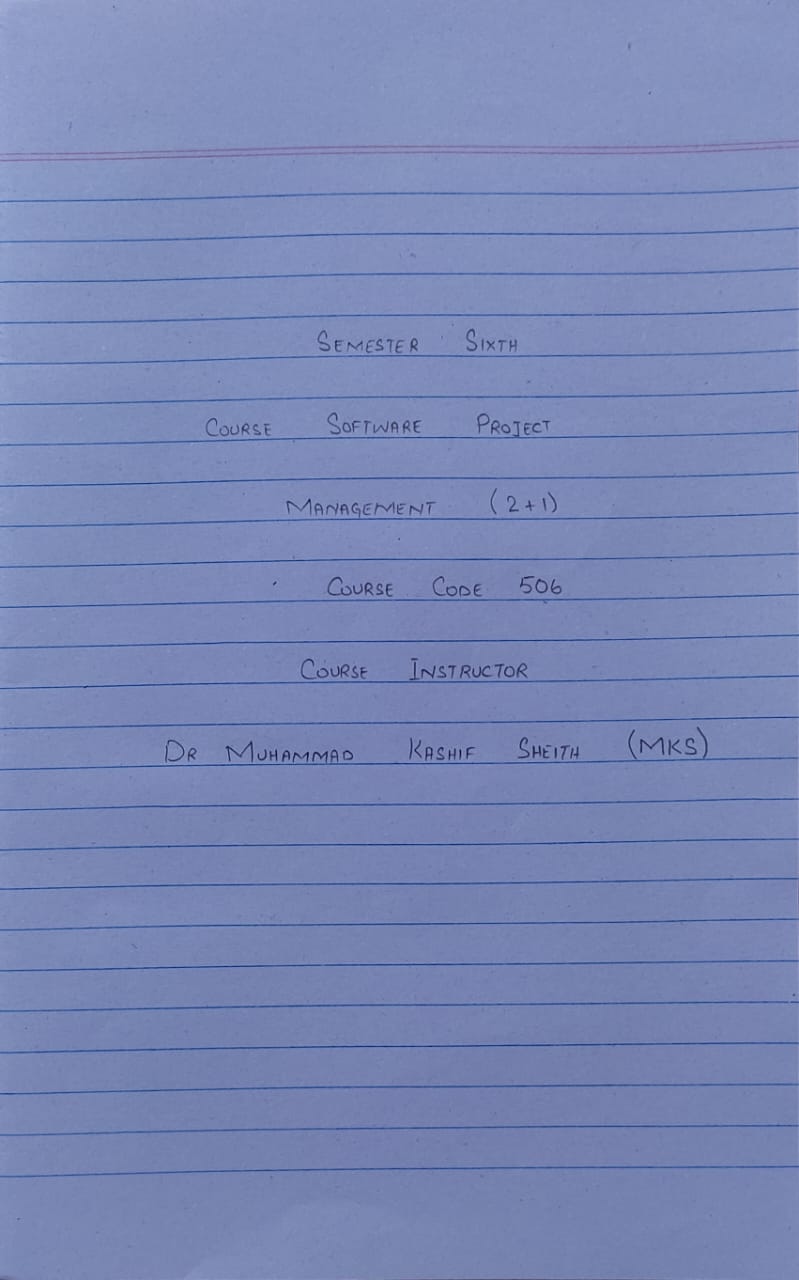 SEMESTER SIXTH
COURSE SOFTWARE PROJECT
MANAGEMENT (2+1)
COURSE CODE 506
COURSE INSTRUCTOR
DR MUHAMMAD KASHIF SHEITH (MKS)